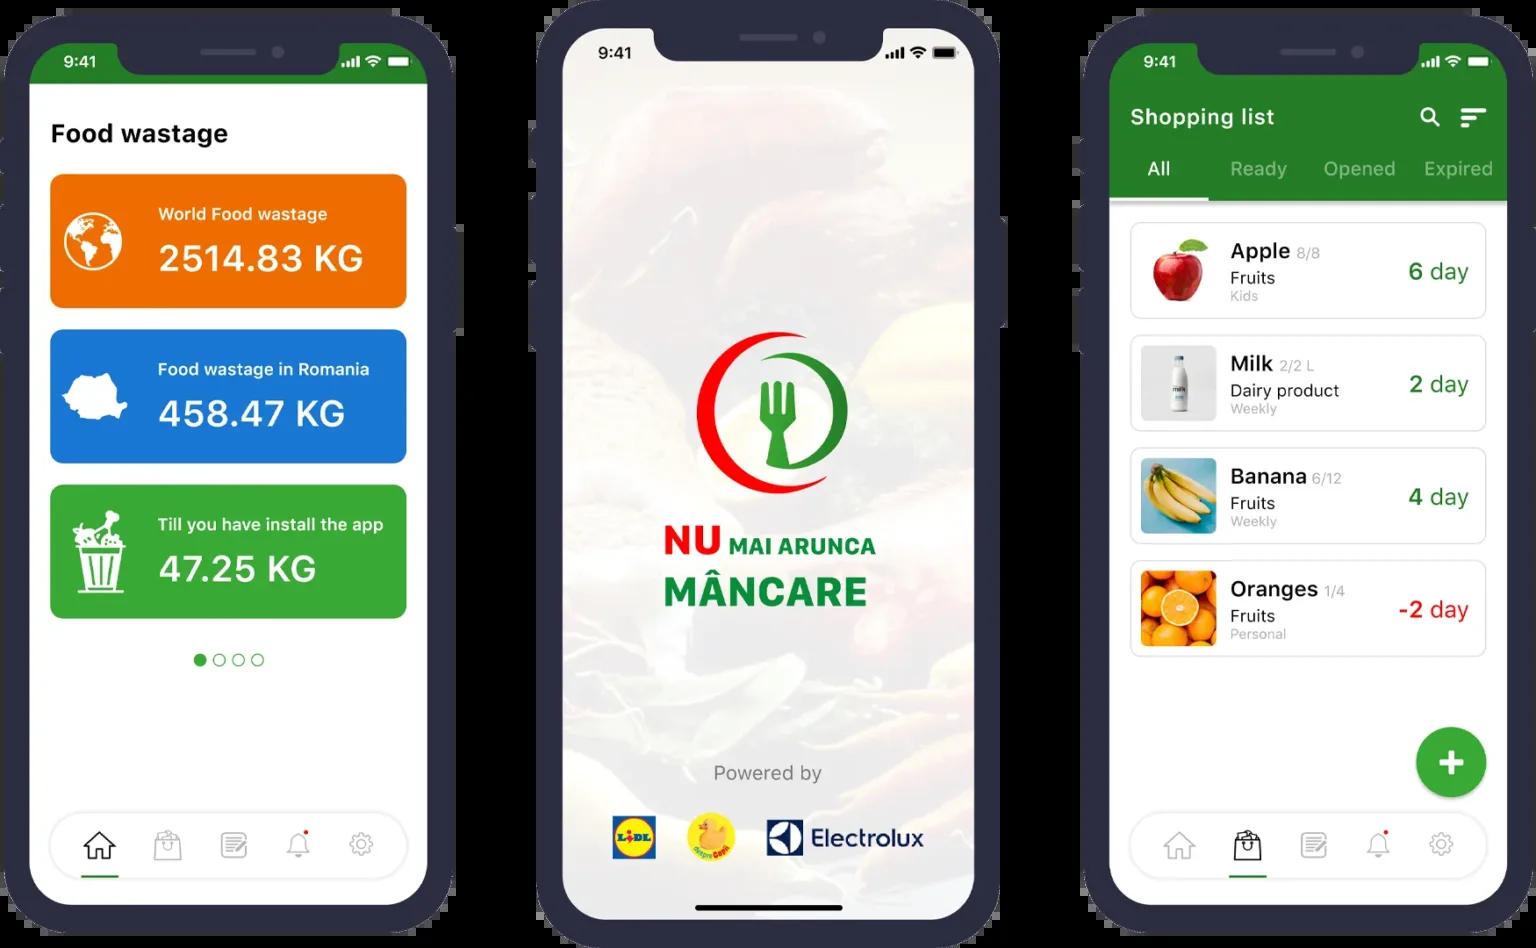 9:41
Food wastage
World Food wastage
2514.83 KG
Food wastage in Romania
458.47 KG
Till you have install the app
47.25 KG
9:41
NU MAI ARUNCA
MÂNCARE
Powered by
LIDL
despre Copii
Electrolux
9:41
Shopping list
All Ready Opened Expired
Apple 8/8
Fruits
Kids
6 day
milk
Milk 2/2 L
Dairy product
Weekly
2 day
Banana 6/12
Fruits
Weekly
4 day
Oranges 1/4
Fruits
Personal
-2 day